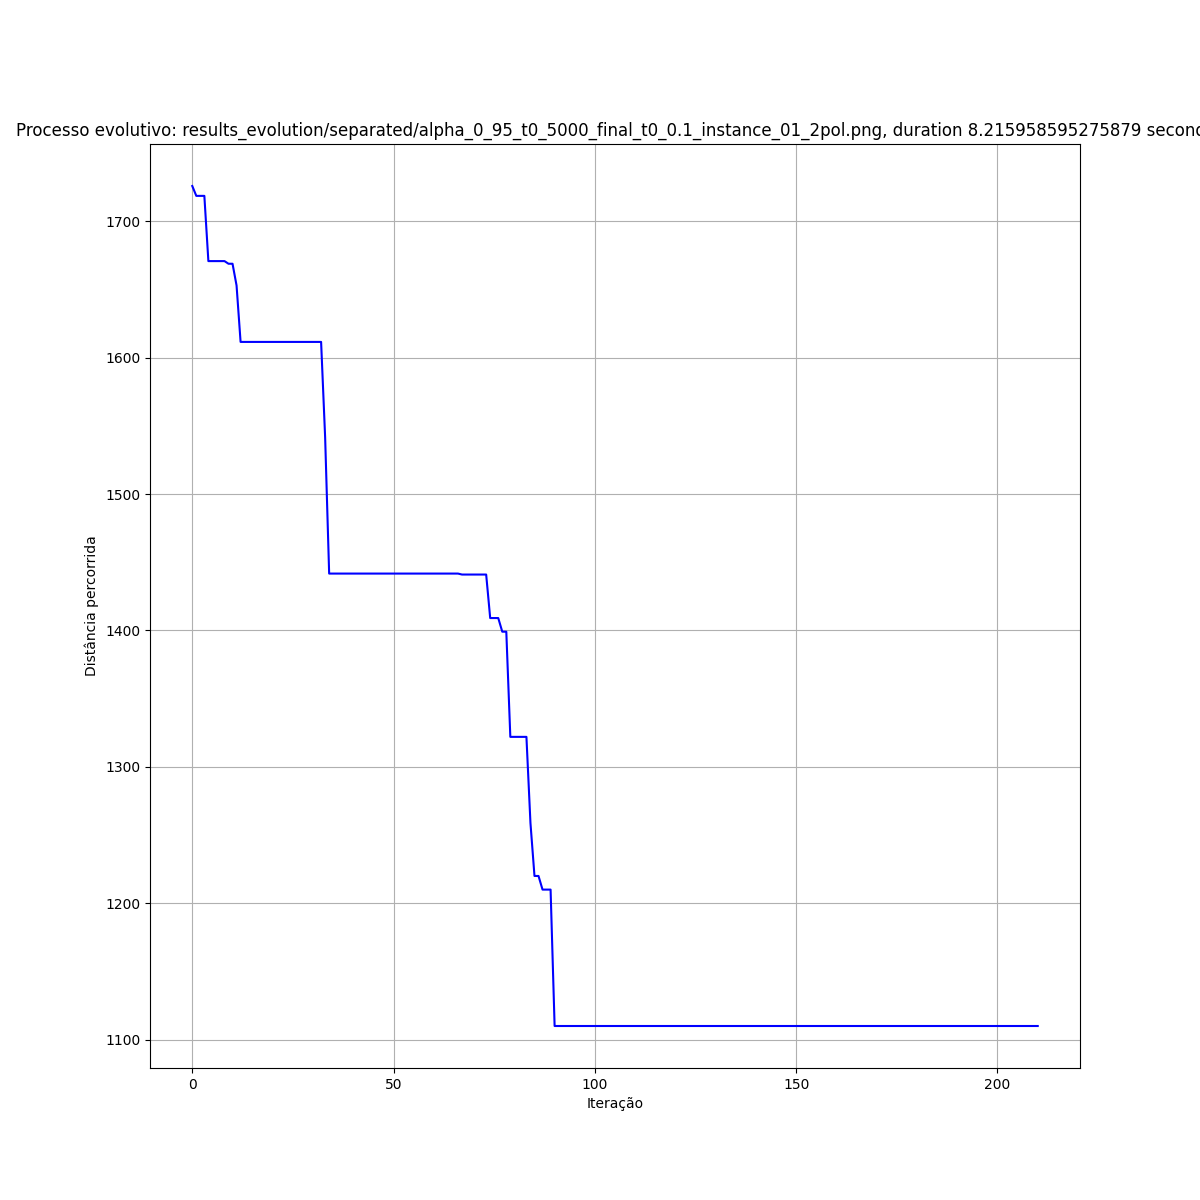 Processo evolutivo: results_evolution/separated/alpha_0_95_t0_5000_final_t0_0.1_instance_01_2pol.png, duration 8.215958595275879
1700
1600
1500
1400
1300
1200
1100
Distância percorrida
0 50 100 150 200
Iteração